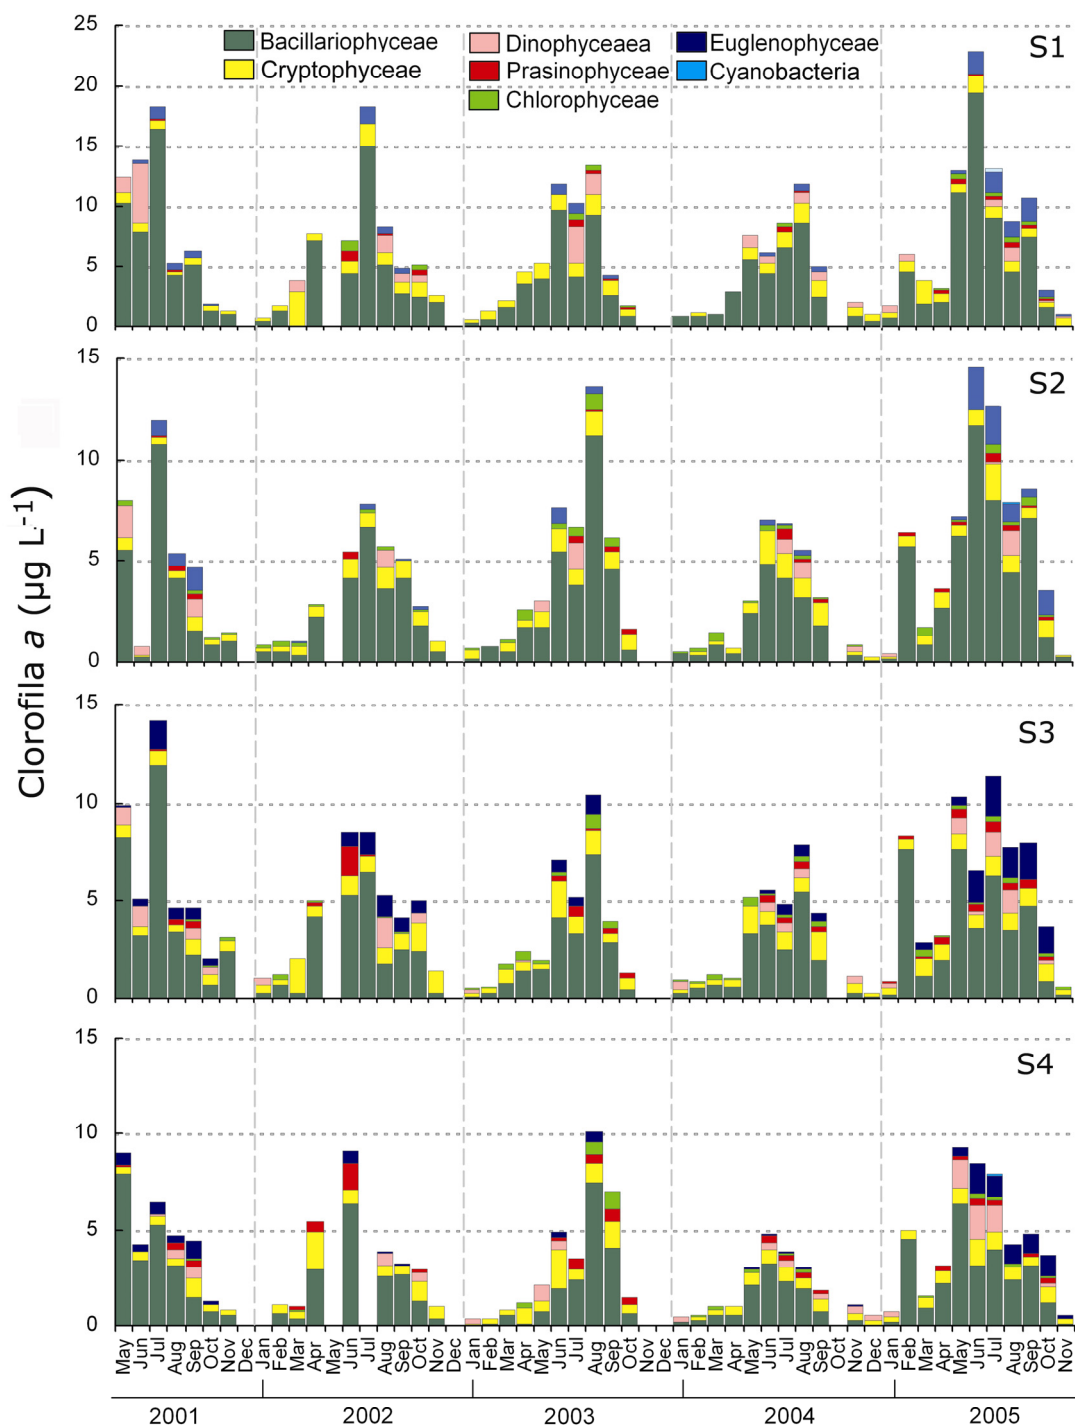 Bacillariophyceae
Cryptophyceae
Dinophyceaea
Prasinophyceae
Chlorophyceae
Euglenophyceae
Cyanobacteria
S1
25
20
15
10
5
0
S2
15
10
5
0
Clorofila a (µg L-1)
S3
15
10
5
0
S4
15
10
5
0
May Jun Jul Aug Sep Oct Nov Dec Jan Feb Mar Apr Jun Jul Aug Sep Oct Nov Dec Jan Feb Mar Apr May Jun Jul Aug Sep Oct Nov Dec Jan Feb Mar Apr May Jun Jul Aug Sep Oct Nov Dec Jan Feb Mar Apr May Jun Jul Aug Sep Oct Nov
2001 2002 2003 2004 2005